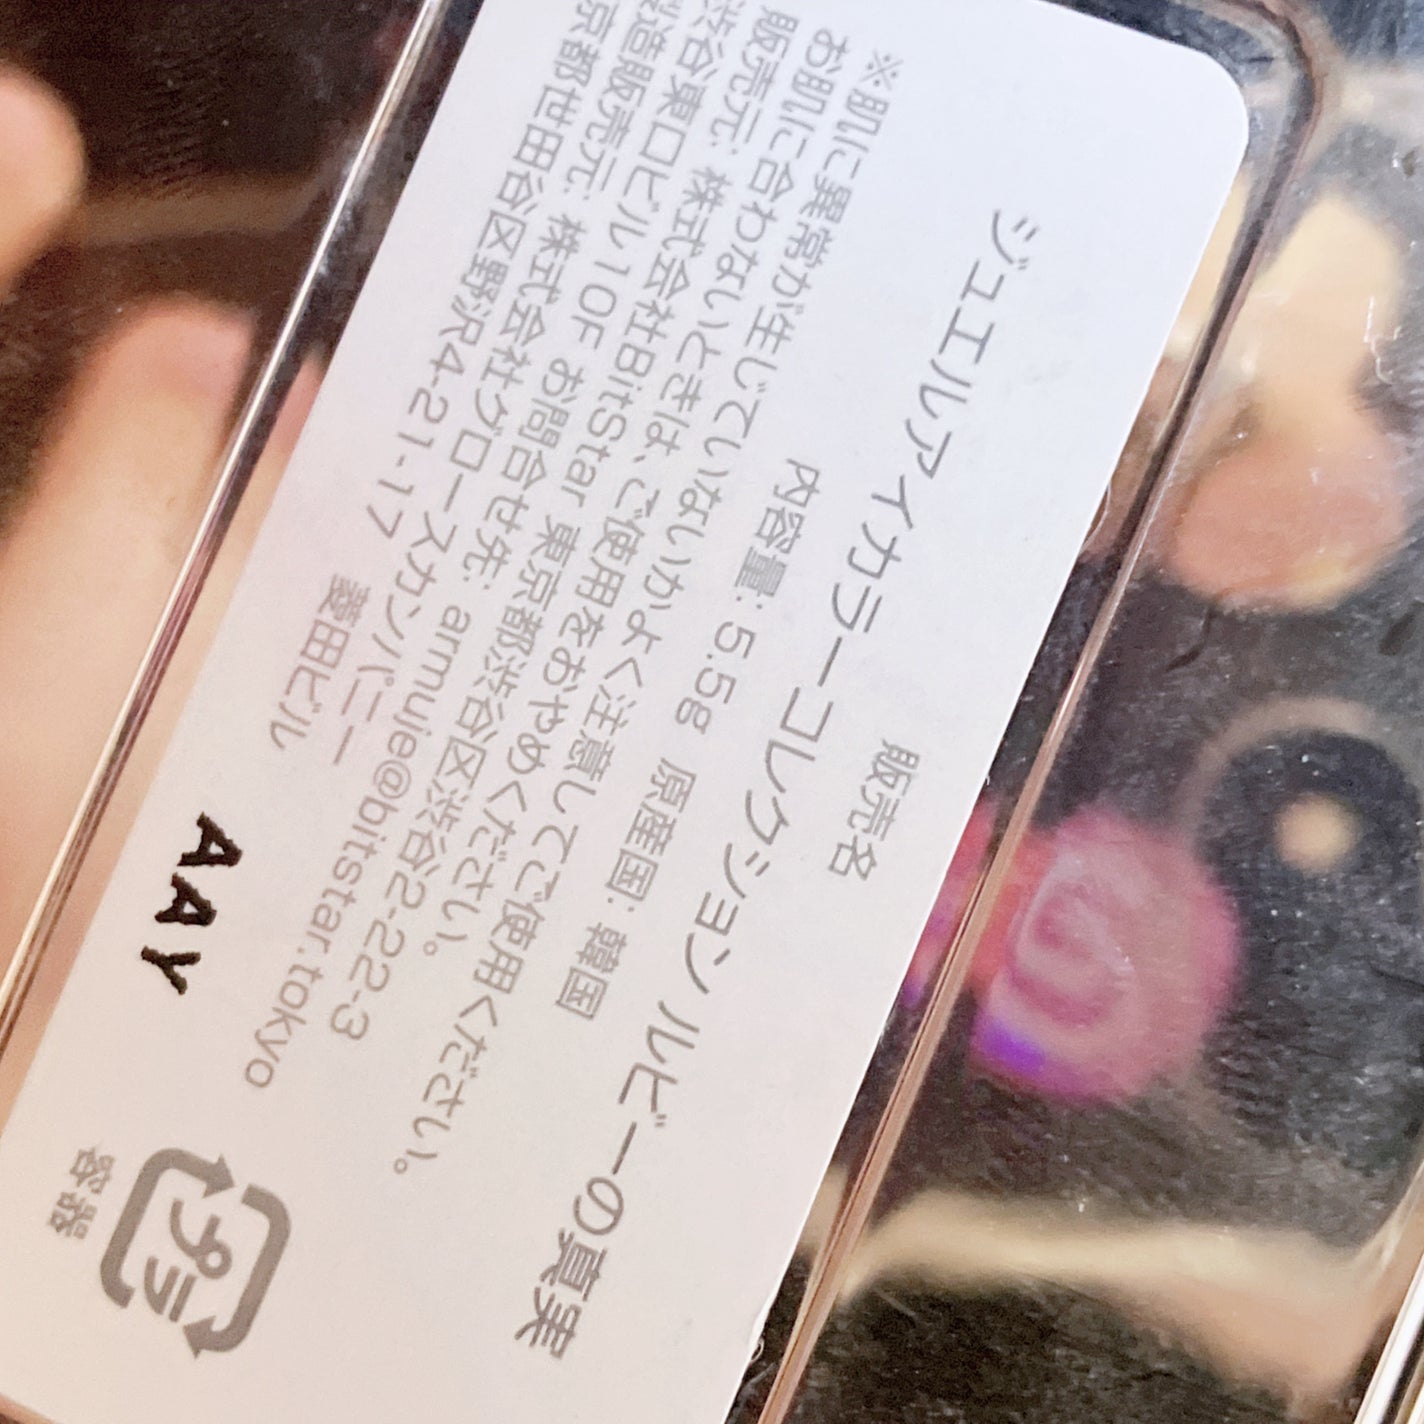 販売名
ジュエルアイカラーコレクション ルビーの真実
内容量: 5.5g 原産国: 韓国
※肌に異常が生じていないかよく注意してご使用ください。
お肌に合わないときは、ご使用をおやめください。
販売元: 株式会社BitStar 東京都渋谷区渋谷2-22-3
渋谷東口ビル10F お問合せ先: armuje@bitstar.tokyo
製造販売元: 株式会社グロースカンパニー
京都世田谷区野沢4-21-17 菱田ビル
AAY
プラ
容器